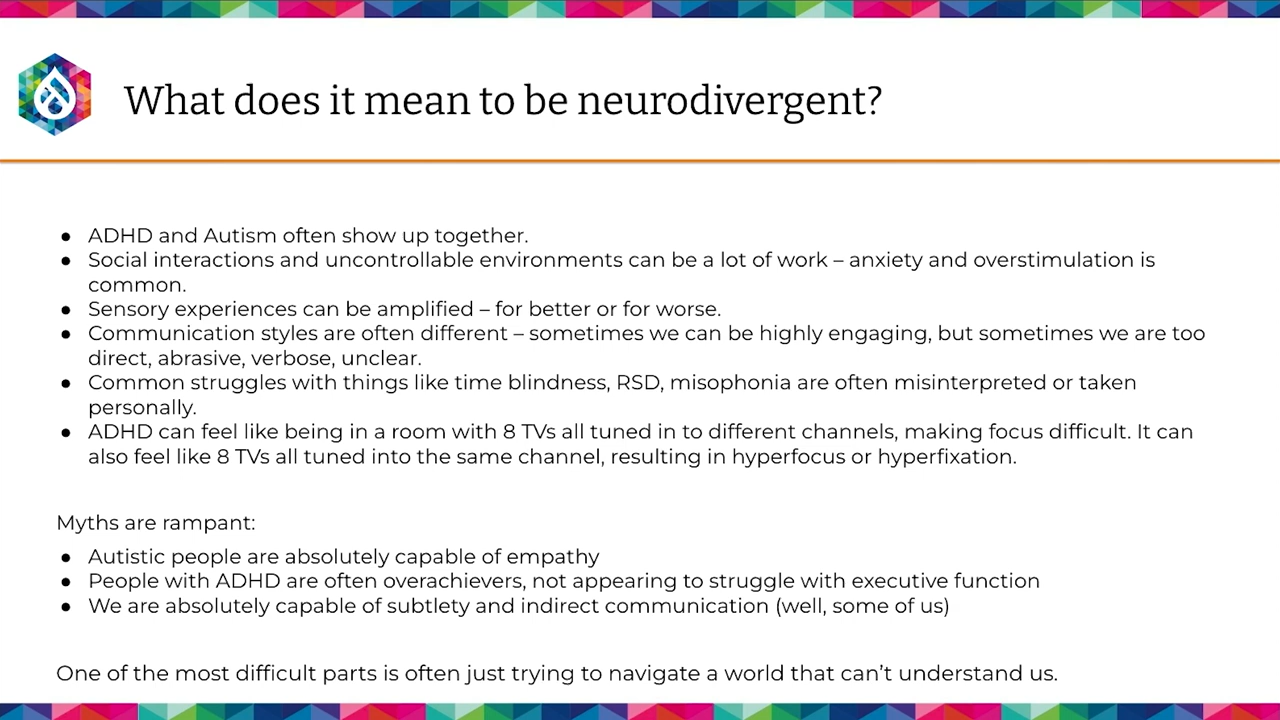 What does it mean to be neurodivergent?
● ADHD and Autism often show up together.
● Social interactions and uncontrollable environments can be a lot of work – anxiety and overstimulation is
common.
● Sensory experiences can be amplified – for better or for worse.
● Communication styles are often different – sometimes we can be highly engaging, but sometimes we are too
direct, abrasive, verbose, unclear.
● Common struggles with things like time blindness, RSD, misophonia are often misinterpreted or taken
personally.
● ADHD can feel like being in a room with 8 TVs all tuned in to different channels, making focus difficult. It can
also feel like 8 TVs all tuned into the same channel, resulting in hyperfocus or hyperfixation.
Myths are rampant:
● Autistic people are absolutely capable of empathy
● People with ADHD are often overachievers, not appearing to struggle with executive function
● We are absolutely capable of subtlety and indirect communication (well, some of us)
One of the most difficult parts is often just trying to navigate a world that can’t understand us.